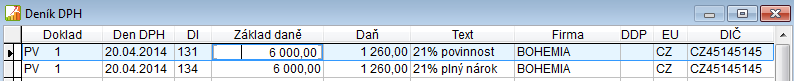 Deník DPH
Doklad Den DPH Dl Základ daně Daň Text Firma DDP EU DIČ
PV 1 20.04.2014 131 6 000,00 1 260,00 21% povinnost BOHEMIA CZ CZ45145145
PV 1 20.04.2014 134 6 000,00 1 260,00 21% plný nárok BOHEMIA CZ CZ45145145